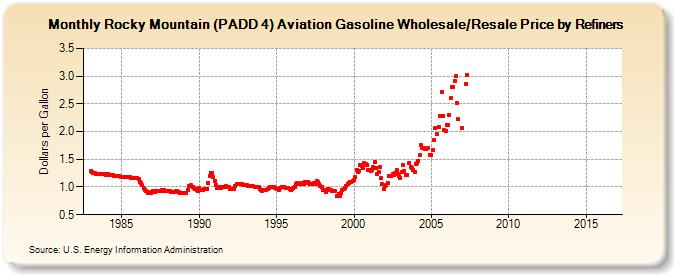 Monthly Rocky Mountain (PADD 4) Aviation Gasoline Wholesale/Resale Price by Refiners
Dollars per Gallon
3.5
3.0
2.5
2.0
1.5
1.0
0.5
1985 1990 1995 2000 2005 2010 2015
Source: U.S. Energy Information Administration